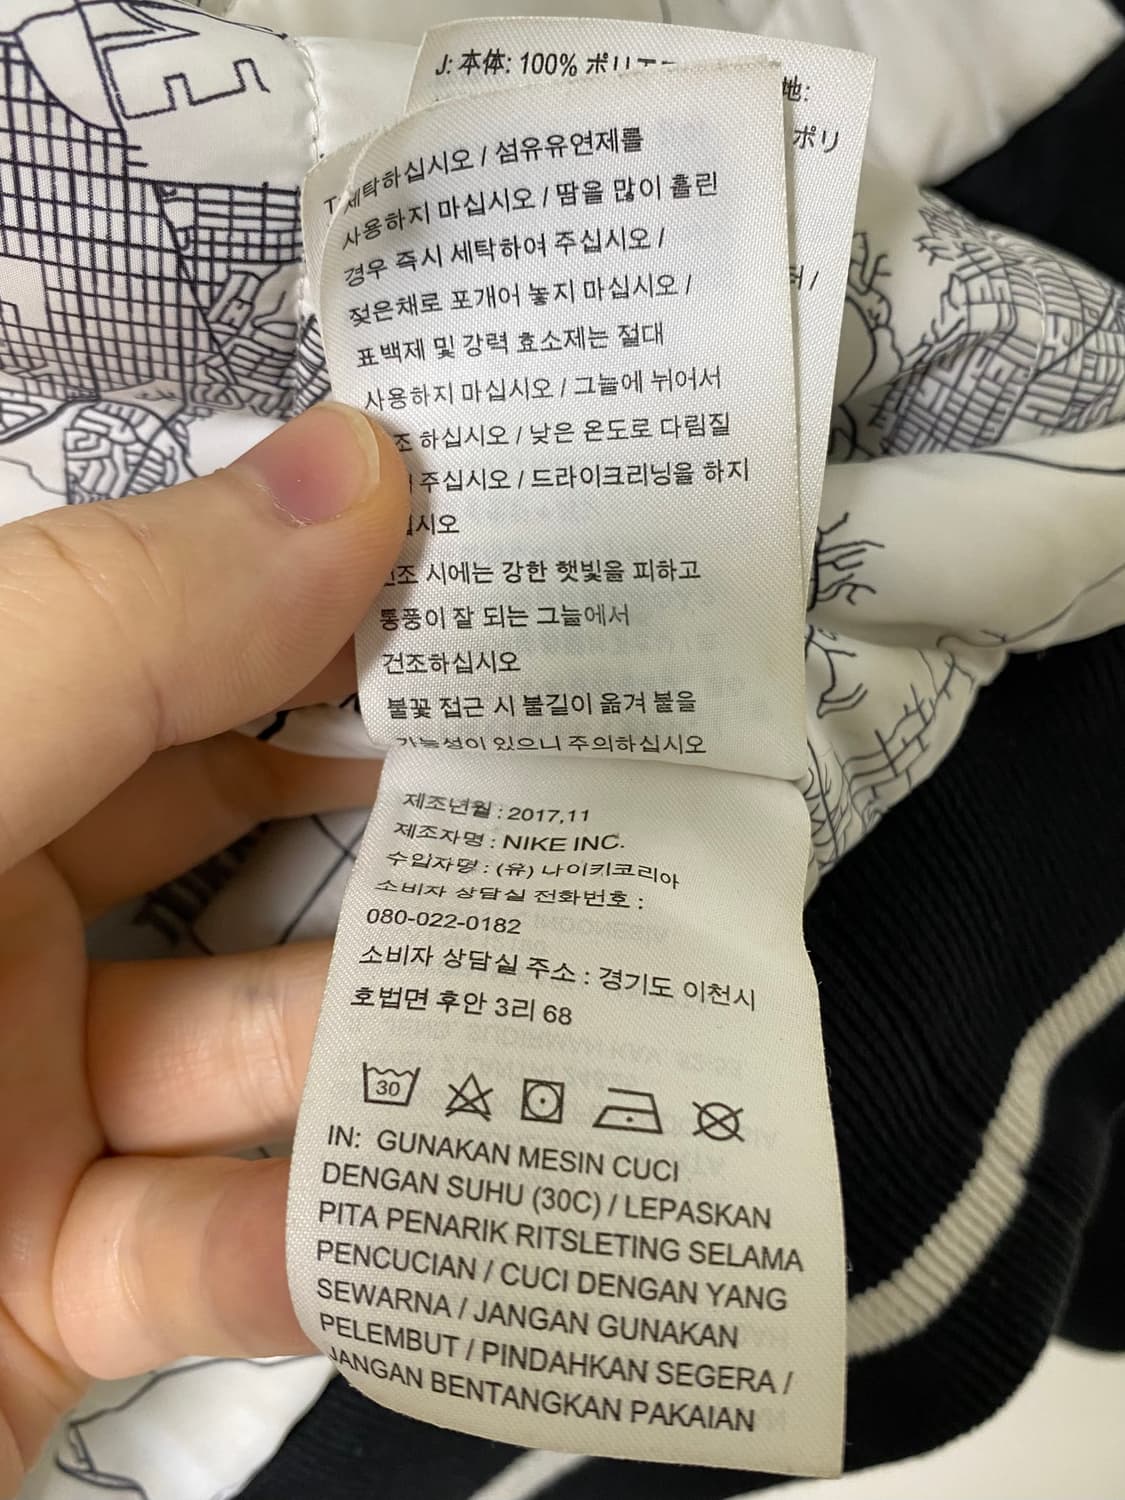 J: 本体: 100%
地:
ポリ
세탁하십시오 / 섬유유연제를
사용하지 마십시오 / 땀을 많이 흘린
경우 즉시 세탁하여 주십시오 /
젖은채로 포개어 놓지 마십시오 /
표백제 및 강력 효소제는 절대
사용하지 마십시오 / 그늘에 뉘어서
조 하십시오 / 낮은 온도로 다림질
주십시오 / 드라이크리닝을 하지
십시오
건조 시에는 강한 햇빛을 피하고
통풍이 잘 되는 그늘에서
건조하십시오
불꽃 접근 시 불길이 옮겨 붙을
가능성이 있으니 주의하십시오
제조년월 : 2017.11
제조자명 : NIKE INC.
수입자명 : (유) 나이키코리아
소비자 상담실 전화번호 :
080-022-0182
소비자 상담실 주소 : 경기도 이천시
호법면 후안 3리 68
30
IN: GUNAKAN MESIN CUCI
DENGAN SUHU (30C) / LEPASKAN
PITA PENARIK RITSLETING SELAMA
PENCUCIAN / CUCI DENGAN YANG
SEWARNA / JANGAN GUNAKAN
PELEMBUT / PINDAHKAN SEGERA /
JANGAN BENTANGKAN PAKAIAN